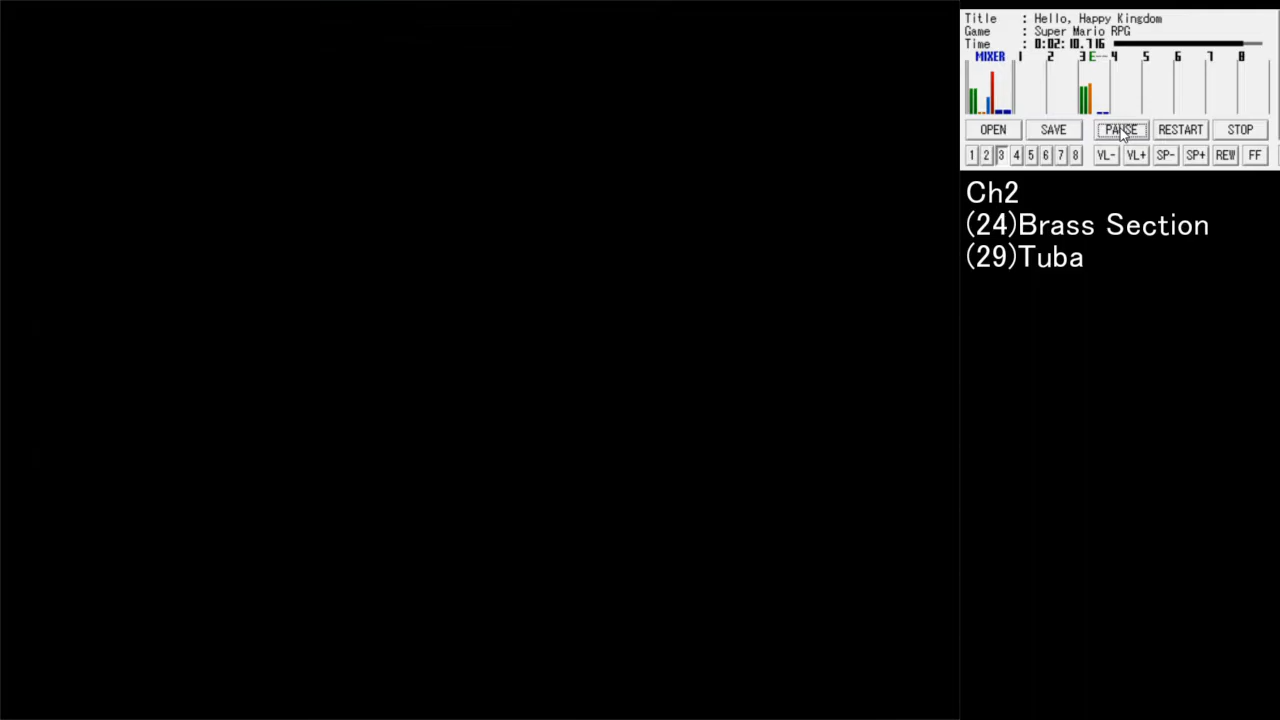 Title : Hello, Happy Kingdom
Game : Super Mario RPG
Time : 0:02:10.716
MIXER 1 2 3 E-- 4 5 6 7 8
OPEN SAVE PAUSE RESTART STOP
1 2 3 4 5 6 7 8 VL- VL+ SP- SP+ REW FF
Ch2
(24)Brass Section
(29)Tuba